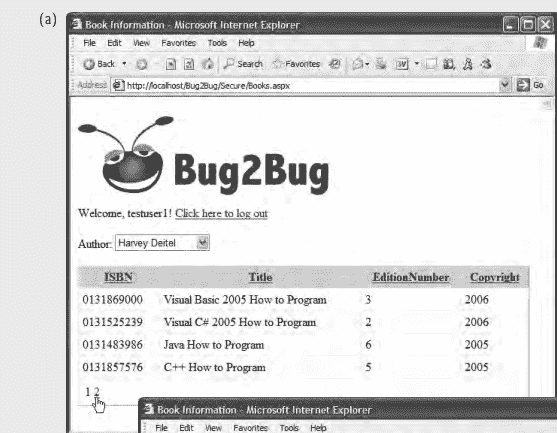 (a)
Book Information - Microsoft Internet Explorer
File Edit View Favorites Tools Help
Back Search Favorites
Address http://localhost/Bug2Bug/Secure/Books.aspx Go
Bug2Bug
Welcome, testuser1! Click here to log out
Author: Harvey Deitel
ISBN Title EditionNumber Copyright
0131869000 Visual Basic 2005 How to Program 3 2006
0131525239 Visual C# 2005 How to Program 2 2006
0131483986 Java How to Program 6 2005
0131857576 C++ How to Program 5 2005
1 2
Book Information - Microsoft Internet Explorer
File Edit View Favorites Tools Help